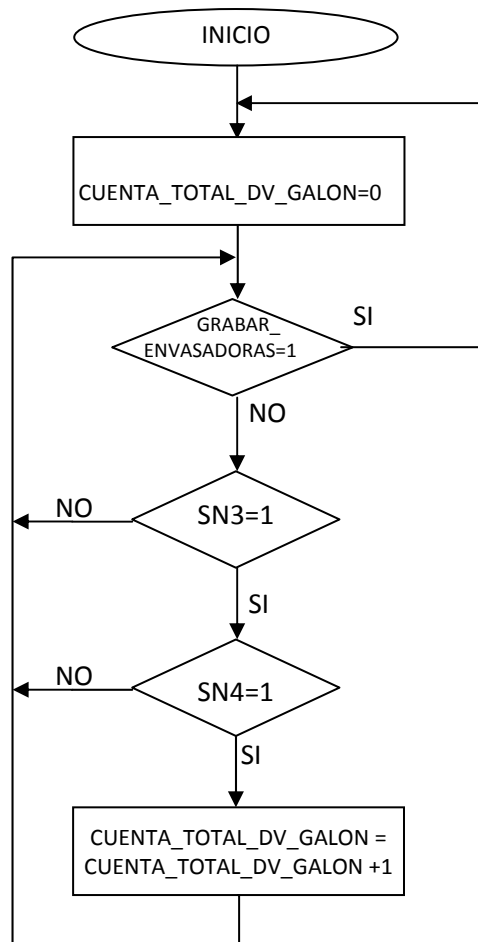 INICIO
CUENTA_TOTAL_DV_GALON=0
GRABAR_
ENVASADORAS=1
SI
NO
SN3=1
NO
SI
SN4=1
NO
SI
CUENTA_TOTAL_DV_GALON =
CUENTA_TOTAL_DV_GALON +1